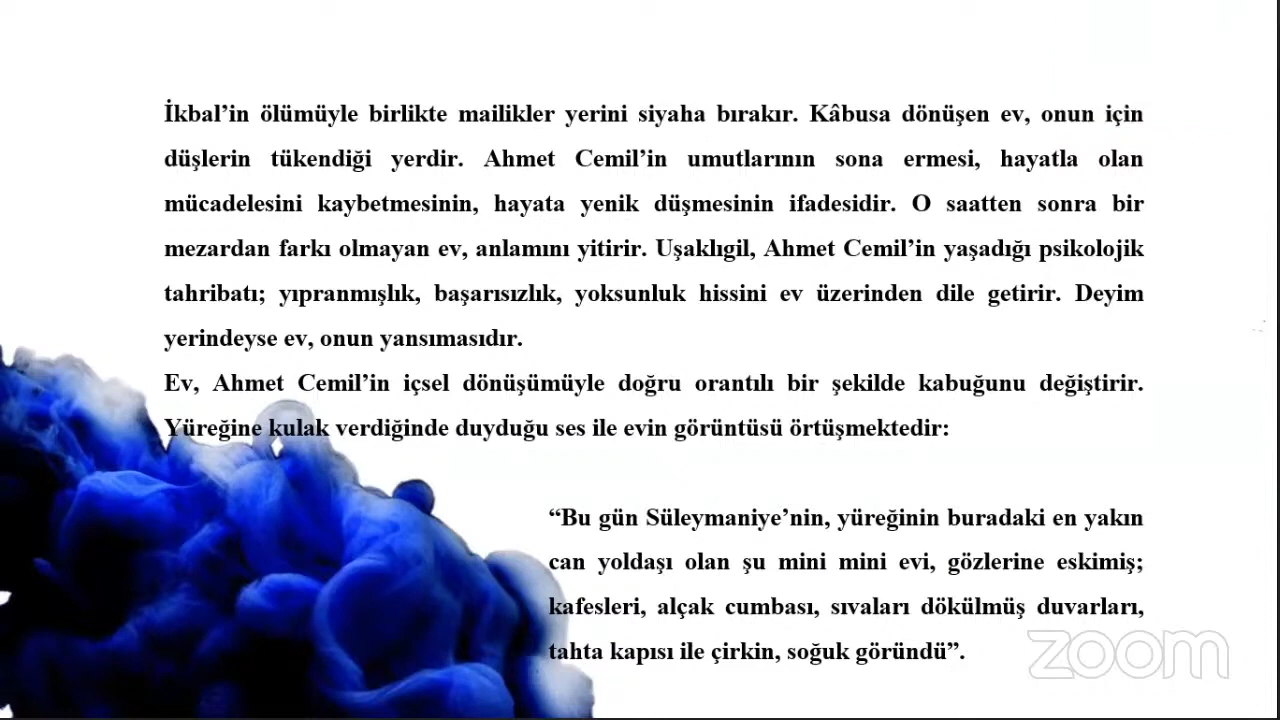 İkbal’in ölümüyle birlikte mailikler yerini siyaha bırakır. Kâbusa dönüşen ev, onun için
düşlerin tükendiği yerdir. Ahmet Cemil’in umutlarının sona ermesi, hayatla olan
mücadelesini kaybetmesinin, hayata yenik düşmesinin ifadesidir. O saatten sonra bir
mezardan farkı olmayan ev, anlamını yitirir. Uşaklıgil, Ahmet Cemil’in yaşadığı psikolojik
tahribatı; yıpranmışlık, başarısızlık, yoksunluk hissini ev üzerinden dile getirir. Deyim
yerindeyse ev, onun yansımasıdır.
Ev, Ahmet Cemil’in içsel dönüşümüyle doğru orantılı bir şekilde kabuğunu değiştirir.
Yüreğine kulak verdiğinde duyduğu ses ile evin görüntüsü örtüşmektedir:
“Bu gün Süleymaniye’nin, yüreğinin buradaki en yakın
can yoldaşı olan şu mini mini evi, gözlerine eskimiş;
kafesleri, alçak cumbası, sıvaları dökülmüş duvarları,
tahta kapısı ile çirkin, soğuk göründü”.
zoom